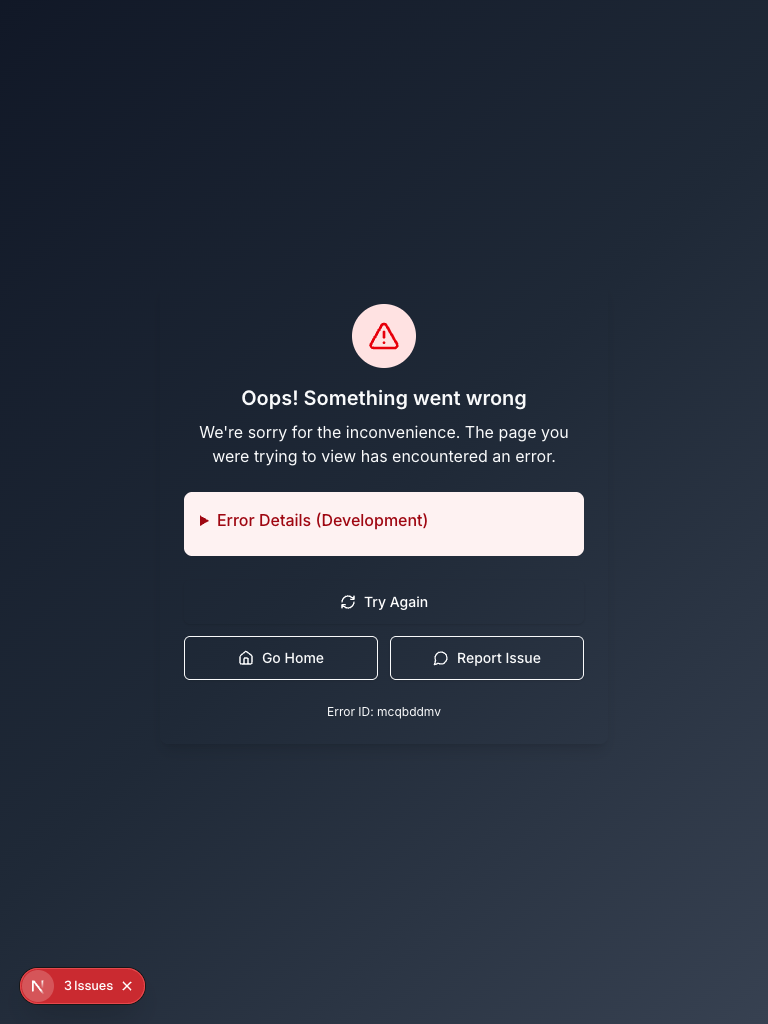 Oops! Something went wrong
We're sorry for the inconvenience. The page you
were trying to view has encountered an error.
Error Details (Development)
Try Again
Go Home
Report Issue
Error ID: mcqbddmv
N
3 Issues